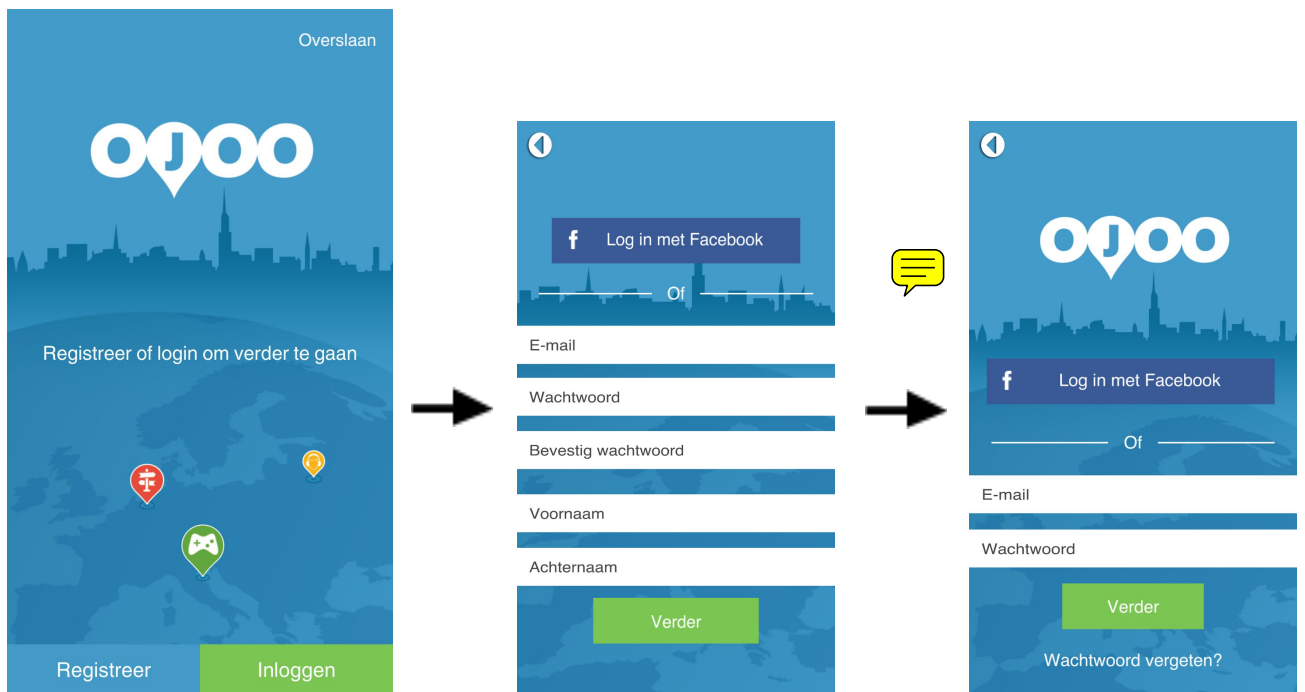 Overslaan
OJOO
Registreer of login om verder te gaan
Registreer
Inloggen
f Log in met Facebook
Of
E-mail
Wachtwoord
Bevestig wachtwoord
Voornaam
Achternaam
Verder
OJOO
f Log in met Facebook
Of
E-mail
Wachtwoord
Verder
Wachtwoord vergeten?